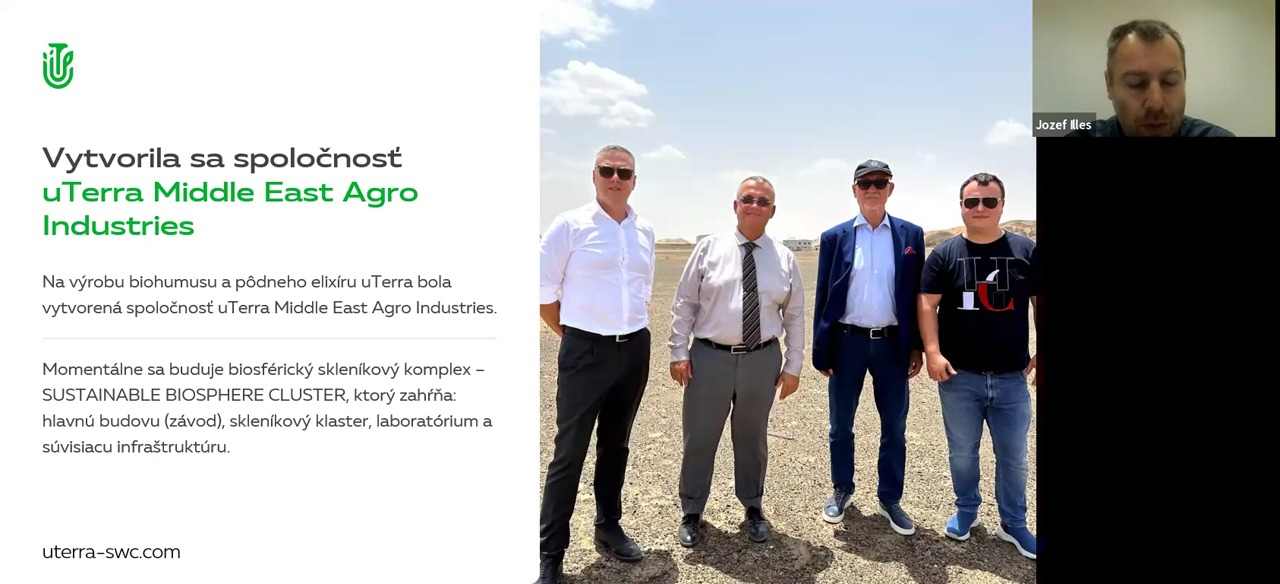 Vytvorila sa spoločnosť
uTerra Middle East Agro
Industries
Na výrobu biohumusu a pôdneho elixíru uTerra bola
vytvorená spoločnosť uTerra Middle East Agro Industries.
Momentálne sa buduje biosférický skleníkový komplex –
SUSTAINABLE BIOSPHERE CLUSTER, ktorý zahŕňa:
hlavnú budovu (závod), skleníkový klaster, laboratórium a
súvisiacu infraštruktúru.
uterra-swc.com
Jozef Illes